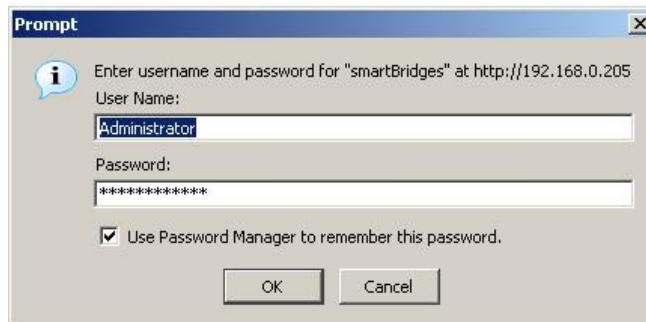 Prompt
Enter username and password for "smartBridges" at http://192.168.0.205
User Name:
Administrator
Password:
************
Use Password Manager to remember this password.
OK
Cancel